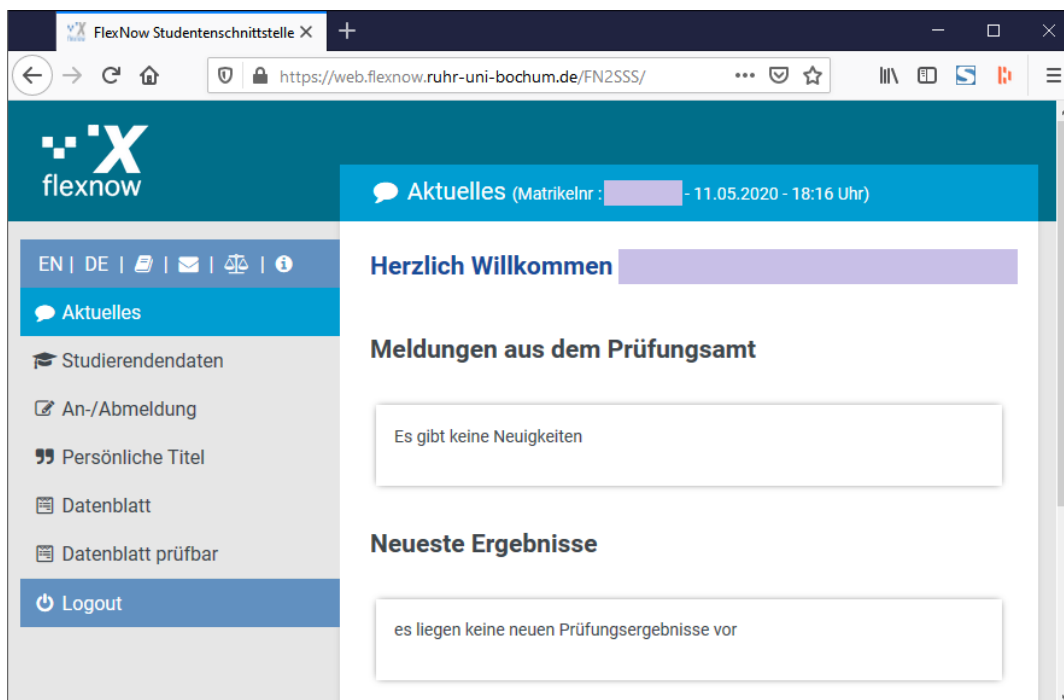 FlexNow Studentenschnittstelle
https://web.flexnow.ruhr-uni-bochum.de/FN2SSS/
flexnow
Aktuelles (Matrikelnr : - 11.05.2020 - 18:16 Uhr)
EN | DE | | | |
Aktuelles
Studierendendaten
An-/Abmeldung
Persönliche Titel
Datenblatt
Datenblatt prüfbar
Logout
Herzlich Willkommen
Meldungen aus dem Prüfungsamt
Es gibt keine Neuigkeiten
Neueste Ergebnisse
es liegen keine neuen Prüfungsergebnisse vor